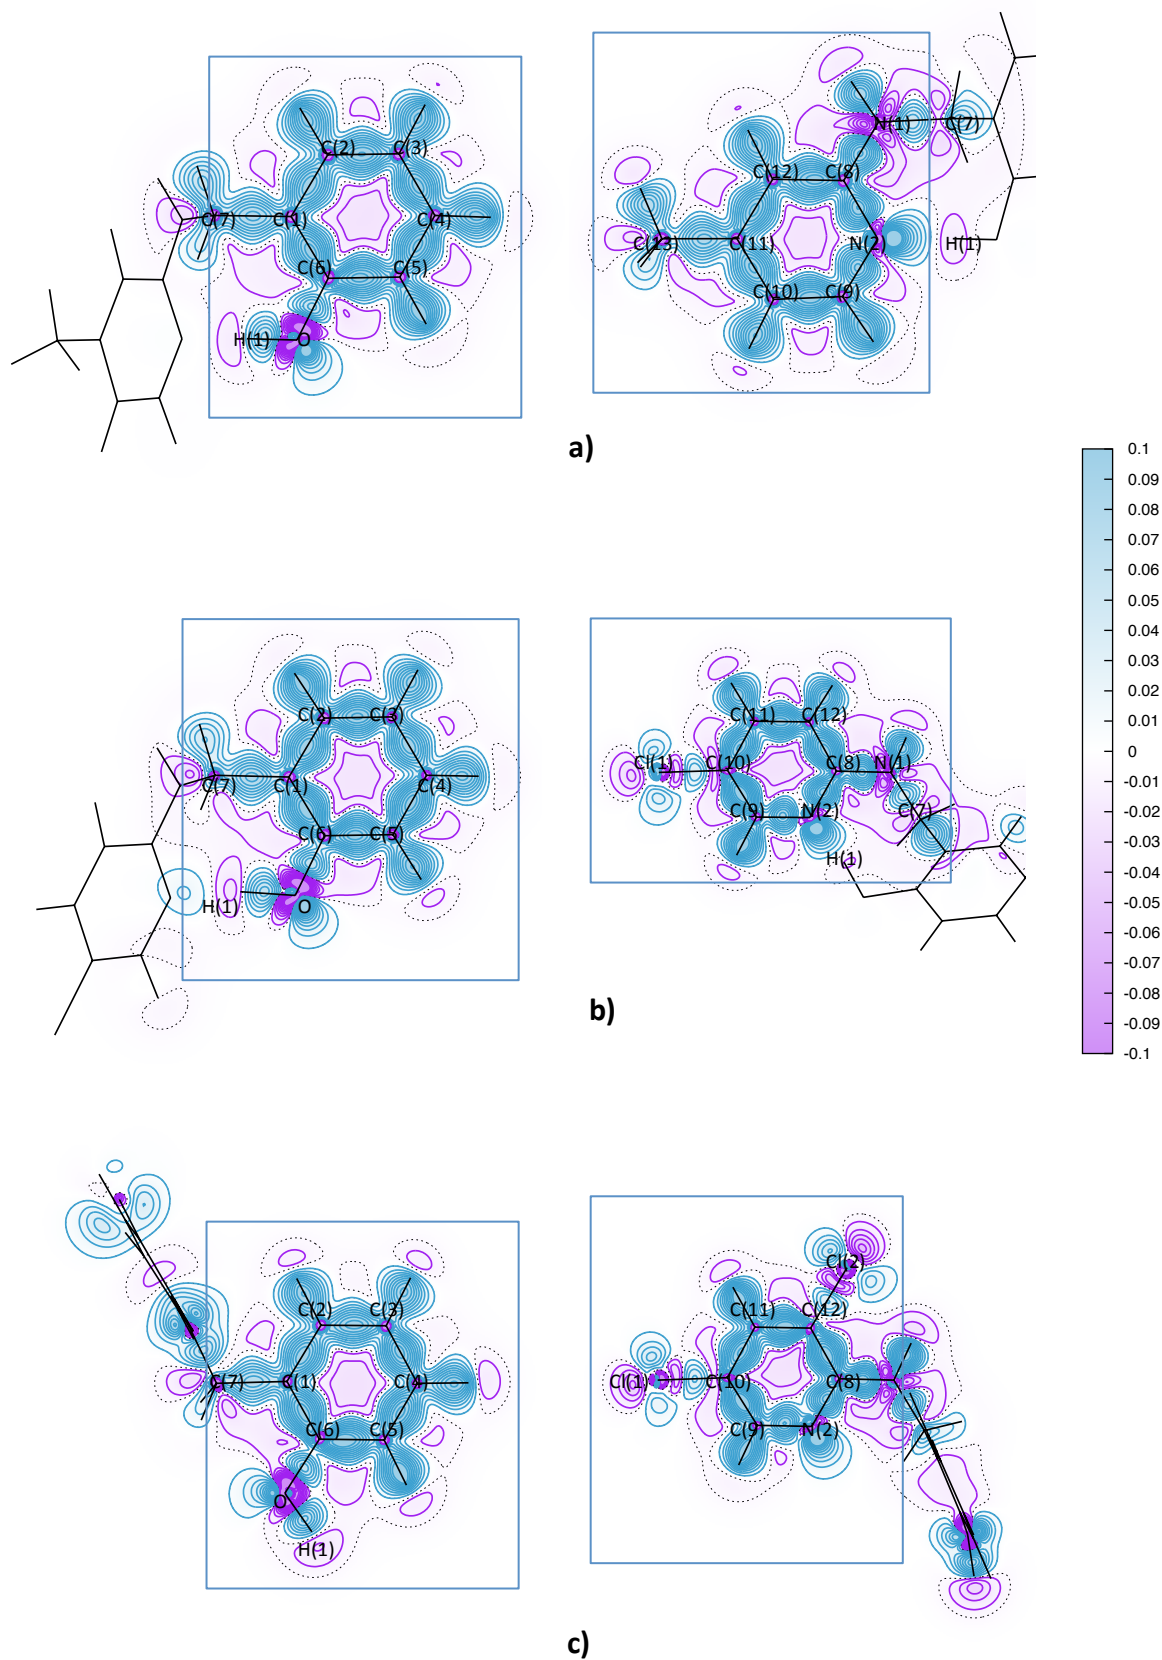 C(2) C(3)
C(7) C(1) C(4)
C(6) C(5)
H(1) O
N(1) C(7)
C(12) C(8)
C(13) C(11) N(2) H(1)
C(10) C(9)
a)
0.1
0.09
0.08
0.07
0.06
0.05
0.04
0.03
0.02
0.01
0
-0.01
-0.02
-0.03
-0.04
-0.05
-0.06
-0.07
-0.08
-0.09
-0.1
C(2) C(3)
C(7) C(1) C(4)
C(6) C(5)
H(1) O
C(11) C(12)
Cl(1) C(10) C(8) N(1)
C(9) N(2) C(7)
H(1)
b)
C(2) C(3)
C(7) C(1) C(4)
C(6) C(5)
O
H(1)
Cl(2)
C(11) C(12)
Cl(1) C(10) C(8)
C(9) N(2)
c)